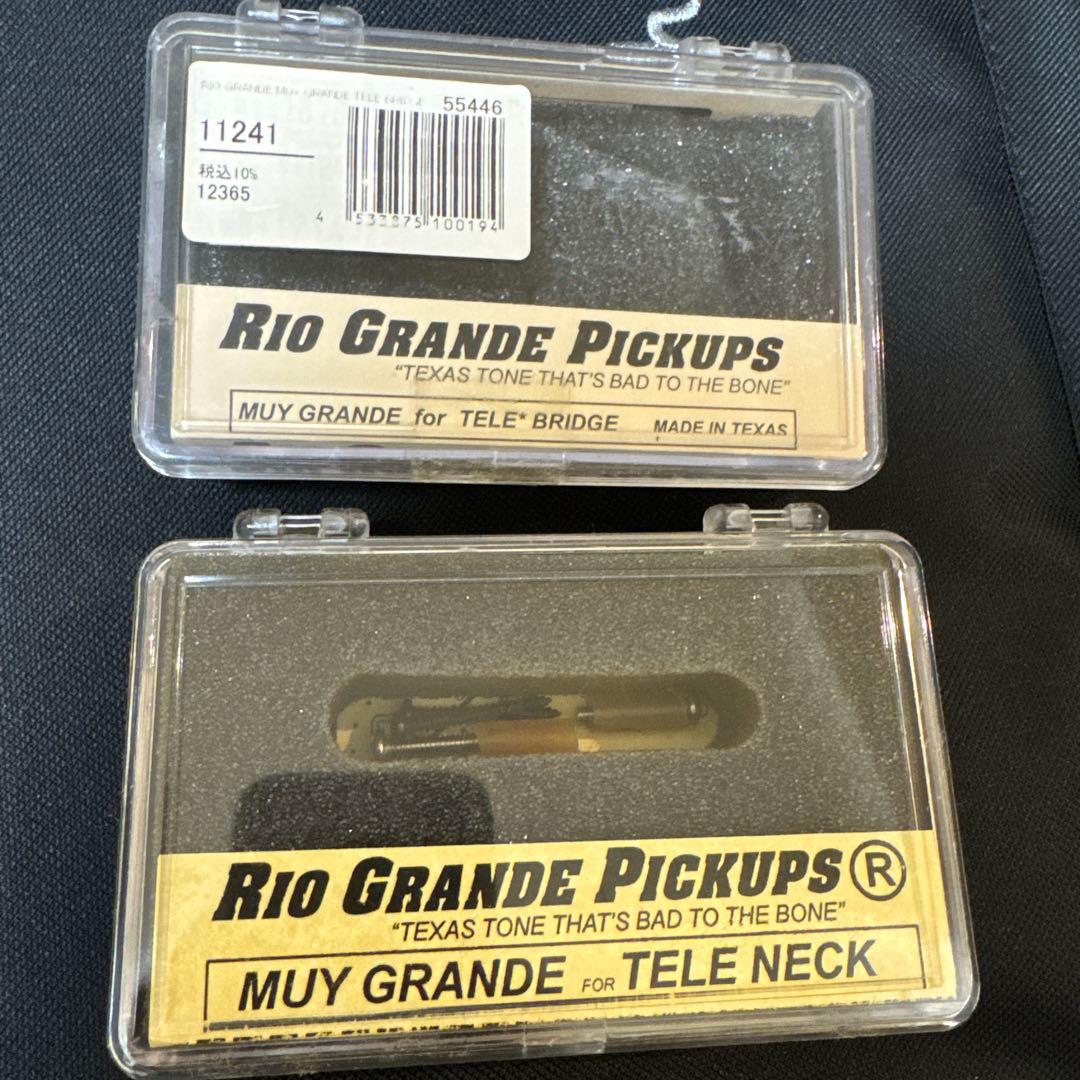 RIO GRANDE MUY GRANDE TELE BRIDGE 55446
11241
税込10%
12365
4 533875 100194
RIO GRANDE PICKUPS
"TEXAS TONE THAT'S BAD TO THE BONE"
MUY GRANDE for TELE* BRIDGE MADE IN TEXAS
RIO GRANDE PICKUPS®
"TEXAS TONE THAT'S BAD TO THE BONE"
MUY GRANDE FOR TELE NECK